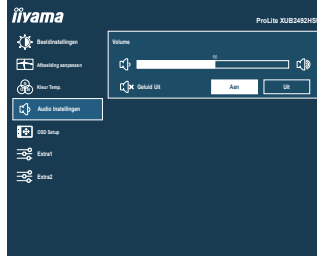 iiyama
ProLite XUB2492HSU
Beeldinstellingen
Afbeelding aanpassen
Kleur Temp.
Audio Instellingen
OSD Setup
Extra1
Extra2
Volume
50
Geluid Uit
Aan
Uit